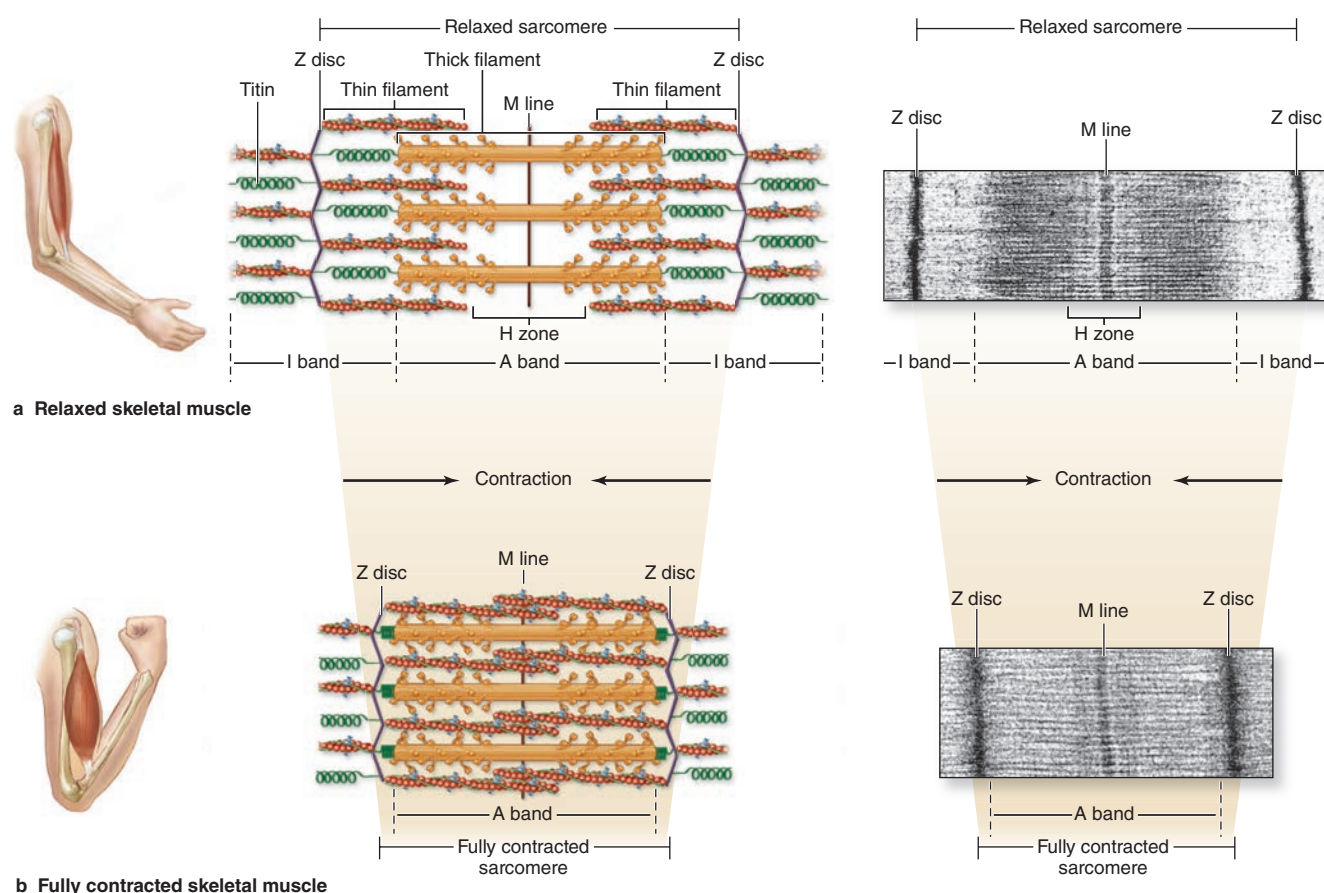 Relaxed sarcomere
Z disc
Thick filament
Z disc
Titin
Thin filament
M line
Thin filament
H zone
I band
A band
I band
Relaxed sarcomere
Z disc
M line
Z disc
H zone
I band
A band
I band
a Relaxed skeletal muscle
Contraction
Contraction
M line
Z disc
Z disc
A band
Fully contracted
sarcomere
Z disc
M line
Z disc
A band
Fully contracted
sarcomere
b Fully contracted skeletal muscle